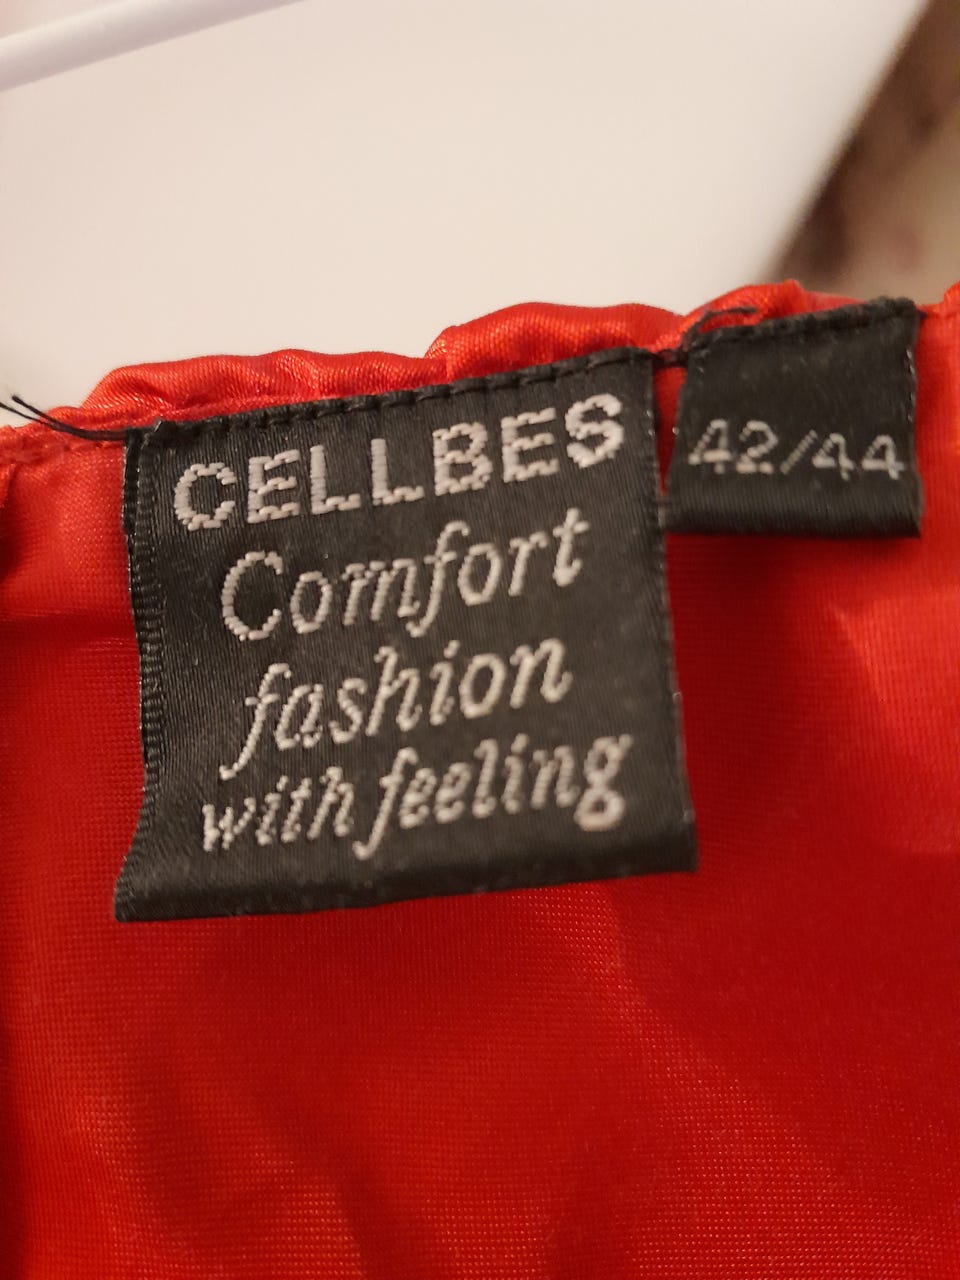 CELLBES
Comfort
fashion
with feeling
42/44